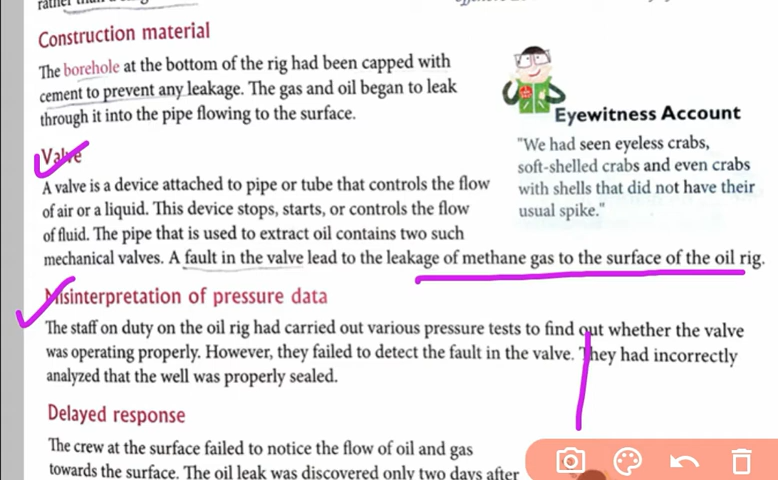 rather than
Construction material
The borehole at the bottom of the rig had been capped with
cement to prevent any leakage. The gas and oil began to leak
through it into the pipe flowing to the surface.
Eyewitness Account
"We had seen eyeless crabs,
soft-shelled crabs and even crabs
with shells that did not have their
usual spike."
Valve
A valve is a device attached to pipe or tube that controls the flow
of air or a liquid. This device stops, starts, or controls the flow
of fluid. The pipe that is used to extract oil contains two such
mechanical valves. A fault in the valve lead to the leakage of methane gas to the surface of the oil rig.
Misinterpretation of pressure data
The staff on duty on the oil rig had carried out various pressure tests to find out whether the valve
was operating properly. However, they failed to detect the fault in the valve. They had incorrectly
analyzed that the well was properly sealed.
Delayed response
The crew at the surface failed to notice the flow of oil and gas
towards the surface. The oil leak was discovered only two days after